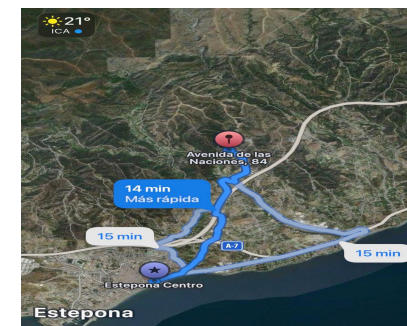 21°
ICA
Avenida de las
Naciones, 84
14 min
Más rápida
15 min
A-7
15 min
Estepona Centro
Estepona